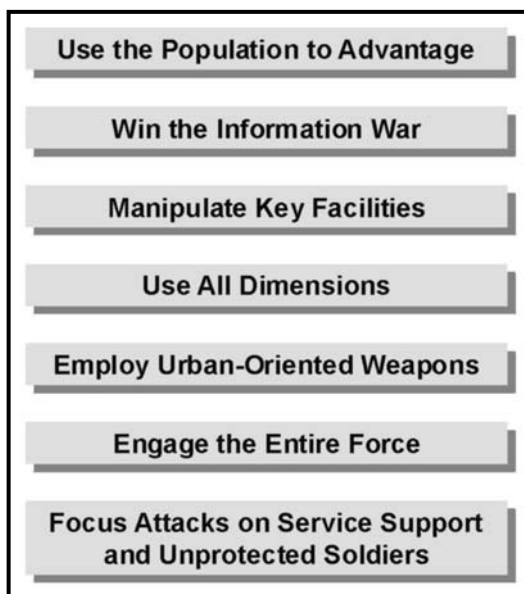 Use the Population to Advantage
Win the Information War
Manipulate Key Facilities
Use All Dimensions
Employ Urban-Oriented Weapons
Engage the Entire Force
Focus Attacks on Service Support
and Unprotected Soldiers